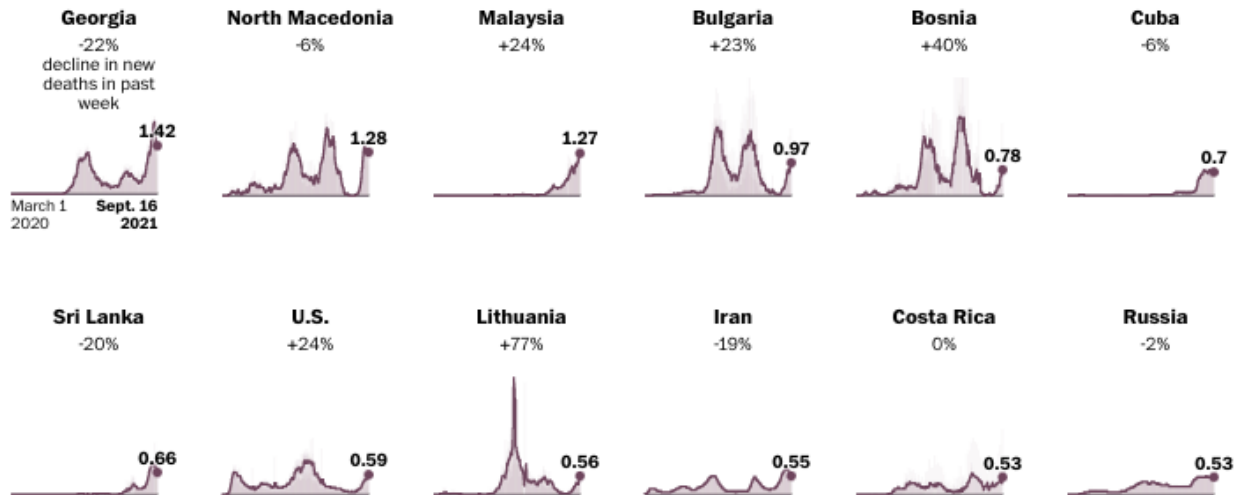 Georgia
-22%
decline in new
deaths in past
week
1.42
March 1
2020
Sept. 16
2021
North Macedonia
-6%
1.28
Malaysia
+24%
1.27
Bulgaria
+23%
0.97
Bosnia
+40%
0.78
Cuba
-6%
0.7
Sri Lanka
-20%
0.66
U.S.
+24%
0.59
Lithuania
+77%
0.56
Iran
-19%
0.55
Costa Rica
0%
0.53
Russia
-2%
0.53